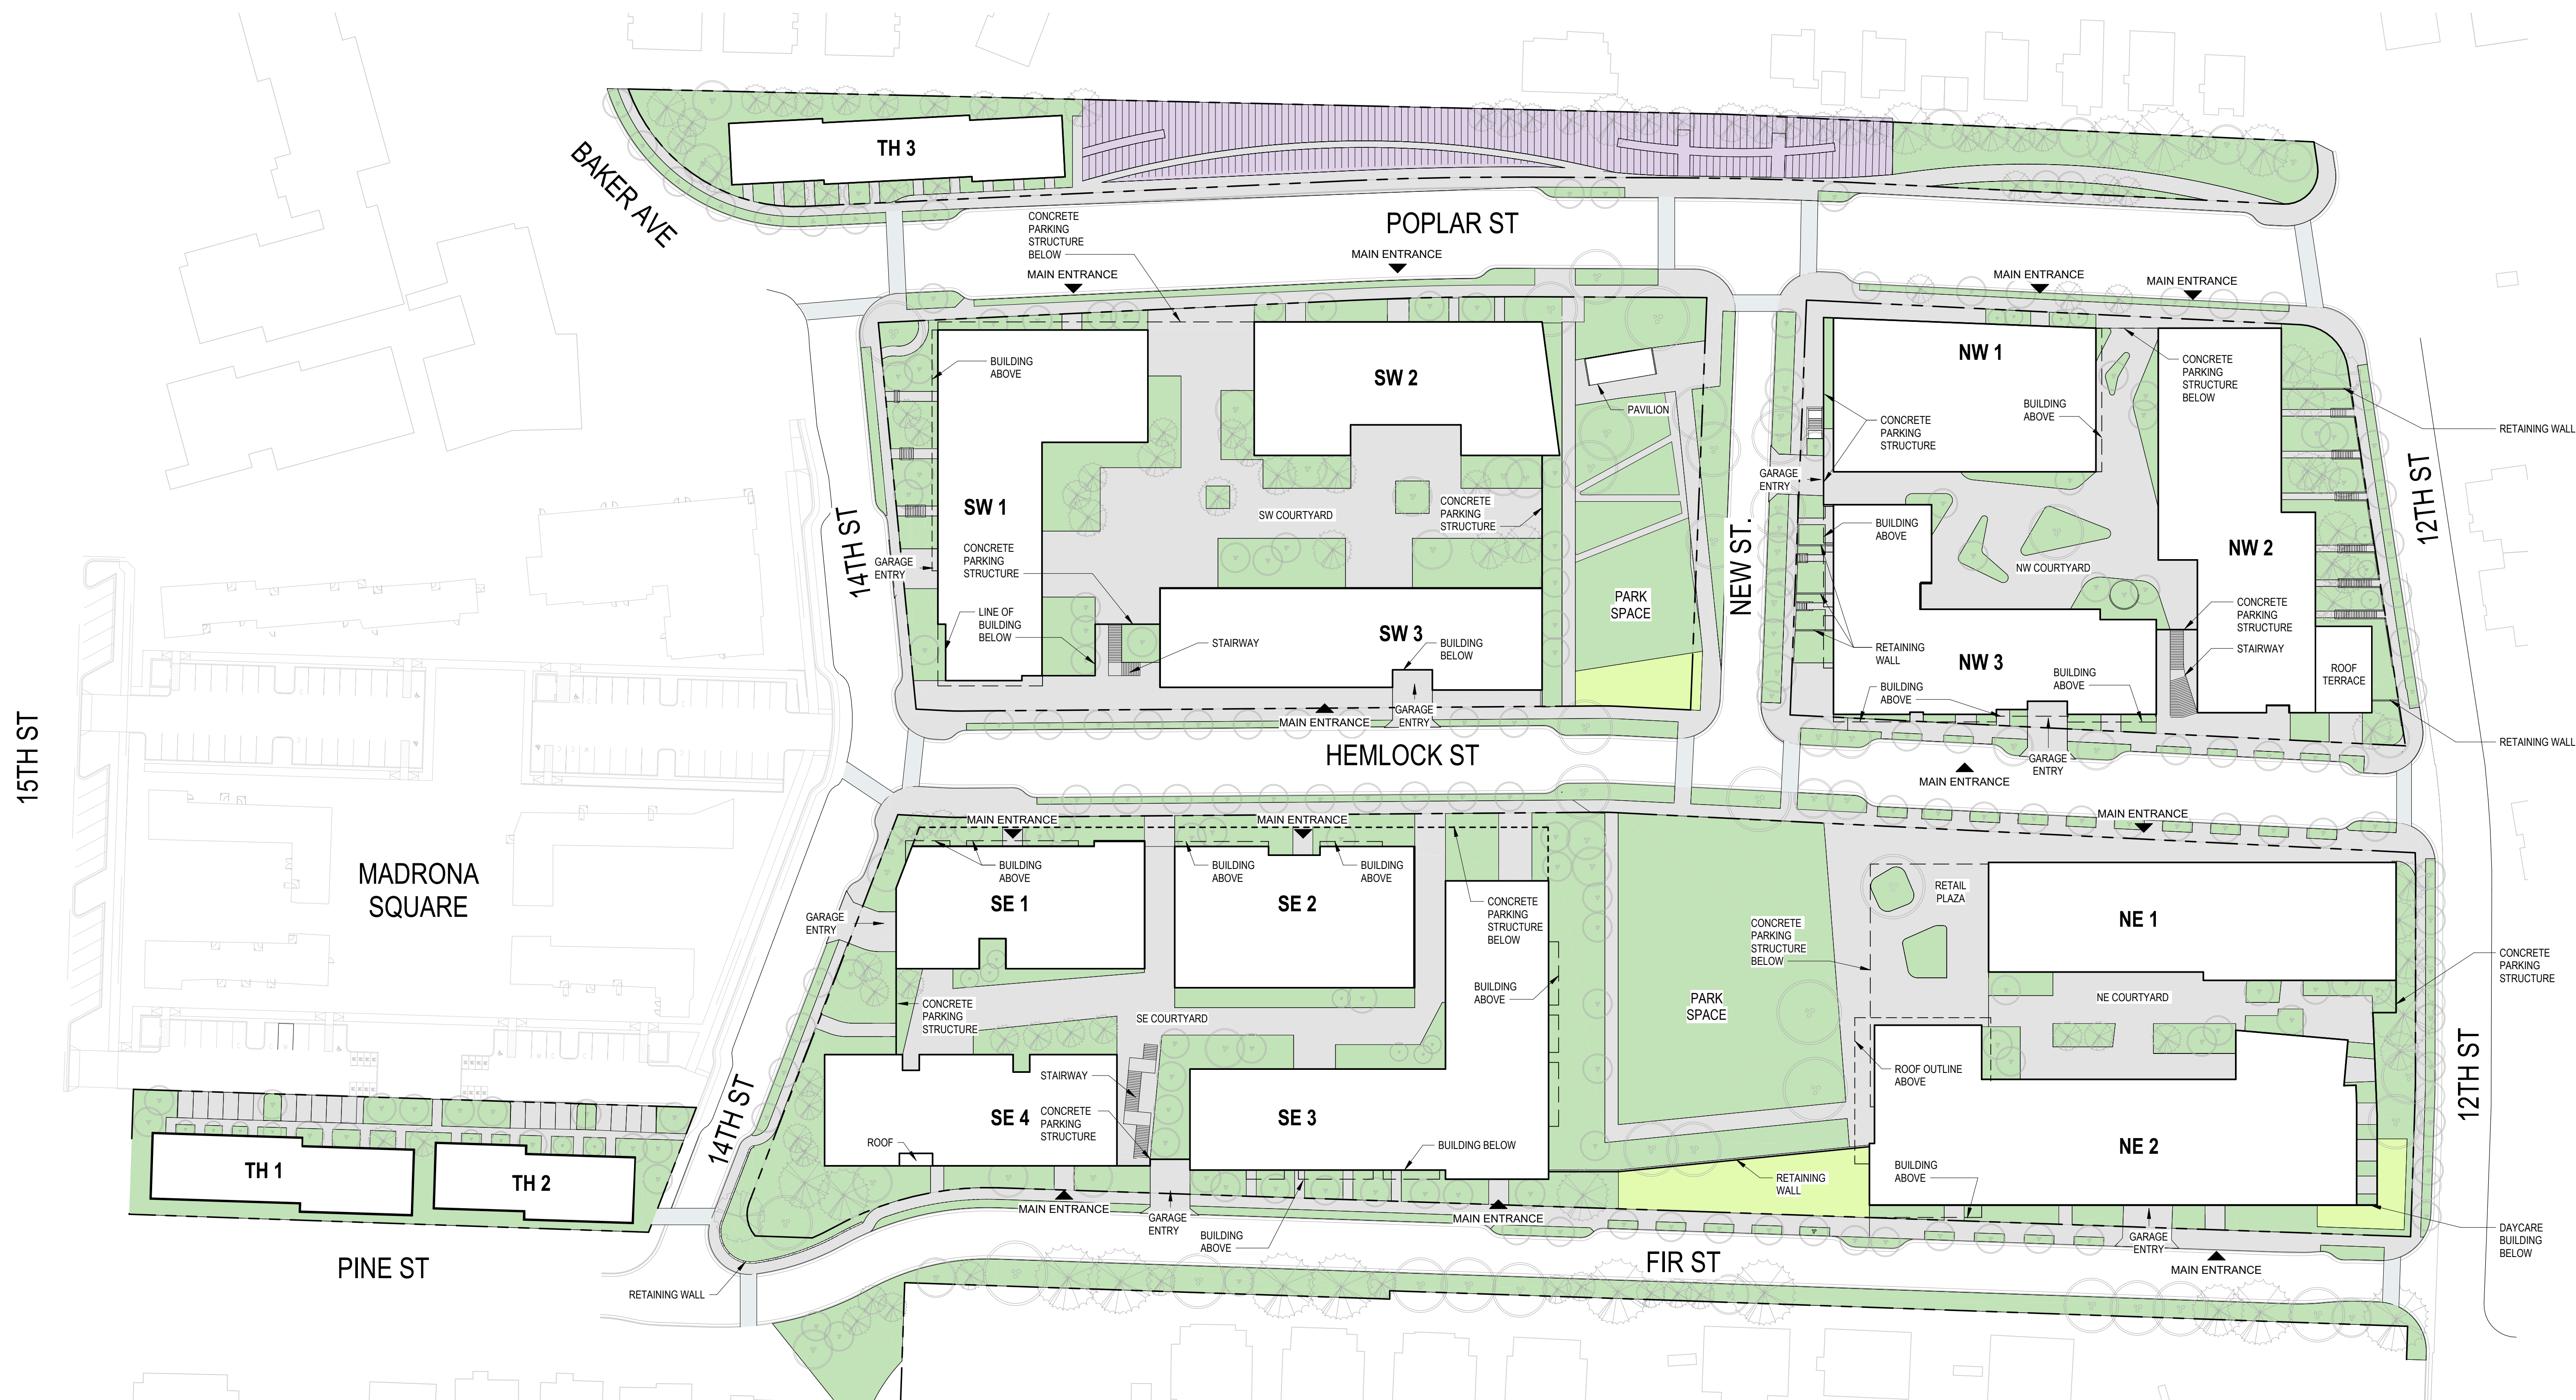 TH 3
BAKER AVE
POPLAR ST
CONCRETE
PARKING
STRUCTURE
BELOW
MAIN ENTRANCE
MAIN ENTRANCE
MAIN ENTRANCE
MAIN ENTRANCE
BUILDING
ABOVE
SW 1
SW 2
PAVILION
SW COURTYARD
CONCRETE
PARKING
STRUCTURE
CONCRETE
PARKING
STRUCTURE
GARAGE
ENTRY
14TH ST
LINE OF
BUILDING
BELOW
STAIRWAY
SW 3
BUILDING
BELOW
MAIN ENTRANCE
GARAGE
ENTRY
PARK
SPACE
NEW ST.
NW 1
CONCRETE
PARKING
STRUCTURE
BUILDING
ABOVE
CONCRETE
PARKING
STRUCTURE
BELOW
GARAGE
ENTRY
BUILDING
ABOVE
NW COURTYARD
NW 2
RETAINING WALL
12TH ST
CONCRETE
PARKING
STRUCTURE
STAIRWAY
RETAINING
WALL
NW 3
BUILDING
ABOVE
BUILDING
ABOVE
ROOF
TERRACE
RETAINING WALL
GARAGE
ENTRY
MAIN ENTRANCE
HEMLOCK ST
15TH ST
MADRONA
SQUARE
MAIN ENTRANCE
MAIN ENTRANCE
MAIN ENTRANCE
BUILDING
ABOVE
BUILDING
ABOVE
BUILDING
ABOVE
SE 1
SE 2
GARAGE
ENTRY
CONCRETE
PARKING
STRUCTURE
BELOW
BUILDING
ABOVE
CONCRETE
PARKING
STRUCTURE
SE COURTYARD
PARK
SPACE
CONCRETE
PARKING
STRUCTURE
BELOW
RETAIL
PLAZA
NE 1
NE COURTYARD
CONCRETE
PARKING
STRUCTURE
ROOF OUTLINE
ABOVE
12TH ST
STAIRWAY
SE 4
CONCRETE
PARKING
STRUCTURE
ROOF
SE 3
BUILDING BELOW
RETAINING
WALL
NE 2
BUILDING
ABOVE
14TH ST
TH 1
TH 2
MAIN ENTRANCE
GARAGE
ENTRY
BUILDING
ABOVE
MAIN ENTRANCE
GARAGE
ENTRY
MAIN ENTRANCE
DAYCARE
BUILDING
BELOW
PINE ST
RETAINING WALL
FIR ST